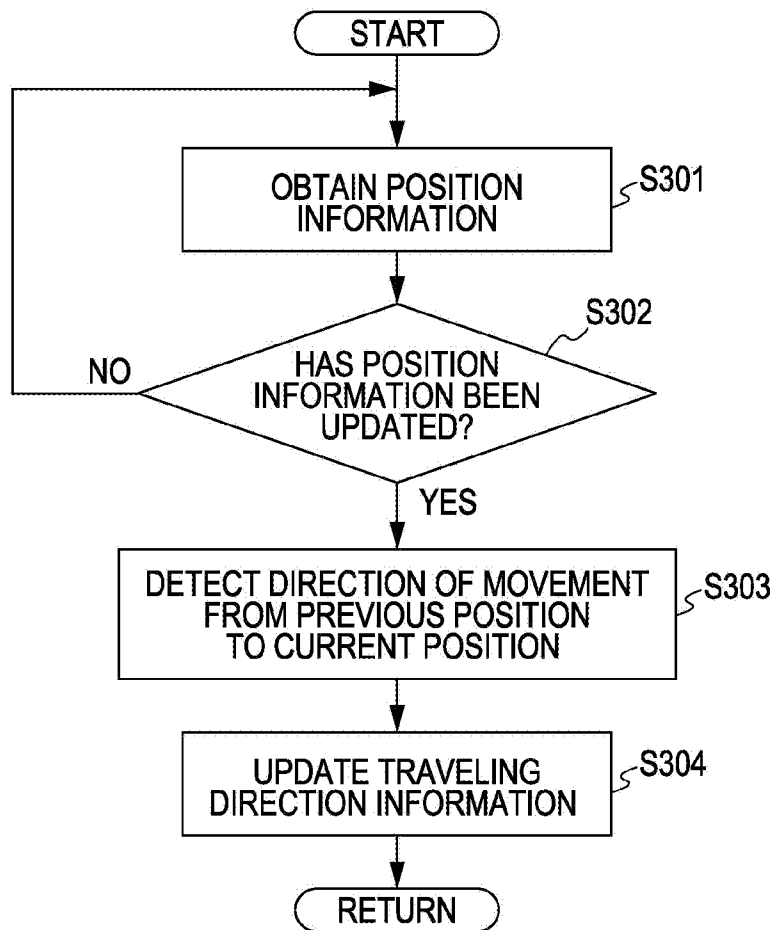 START
OBTAIN POSITION
INFORMATION
S301
S302
HAS POSITION
INFORMATION BEEN
UPDATED?
NO
YES
DETECT DIRECTION OF MOVEMENT
FROM PREVIOUS POSITION
TO CURRENT POSITION
S303
UPDATE TRAVELING
DIRECTION INFORMATION
S304
RETURN